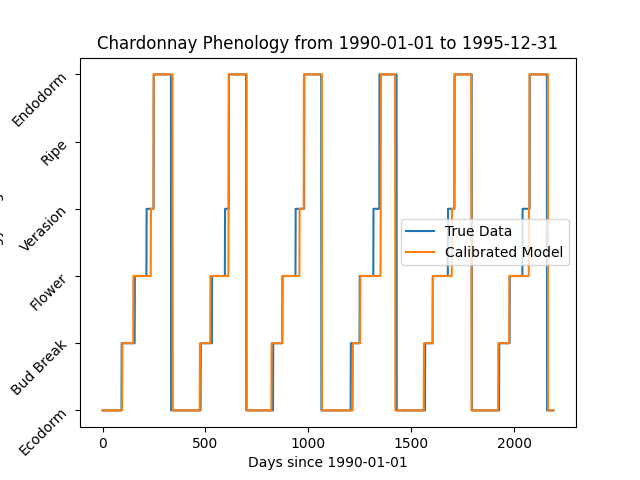 Chardonnay Phenology from 1990-01-01 to 1995-12-31
Endodorm
Ripe
Verasion
Flower
Bud Break
Ecodorm
True Data
Calibrated Model
0
500
1000
1500
2000
Days since 1990-01-01